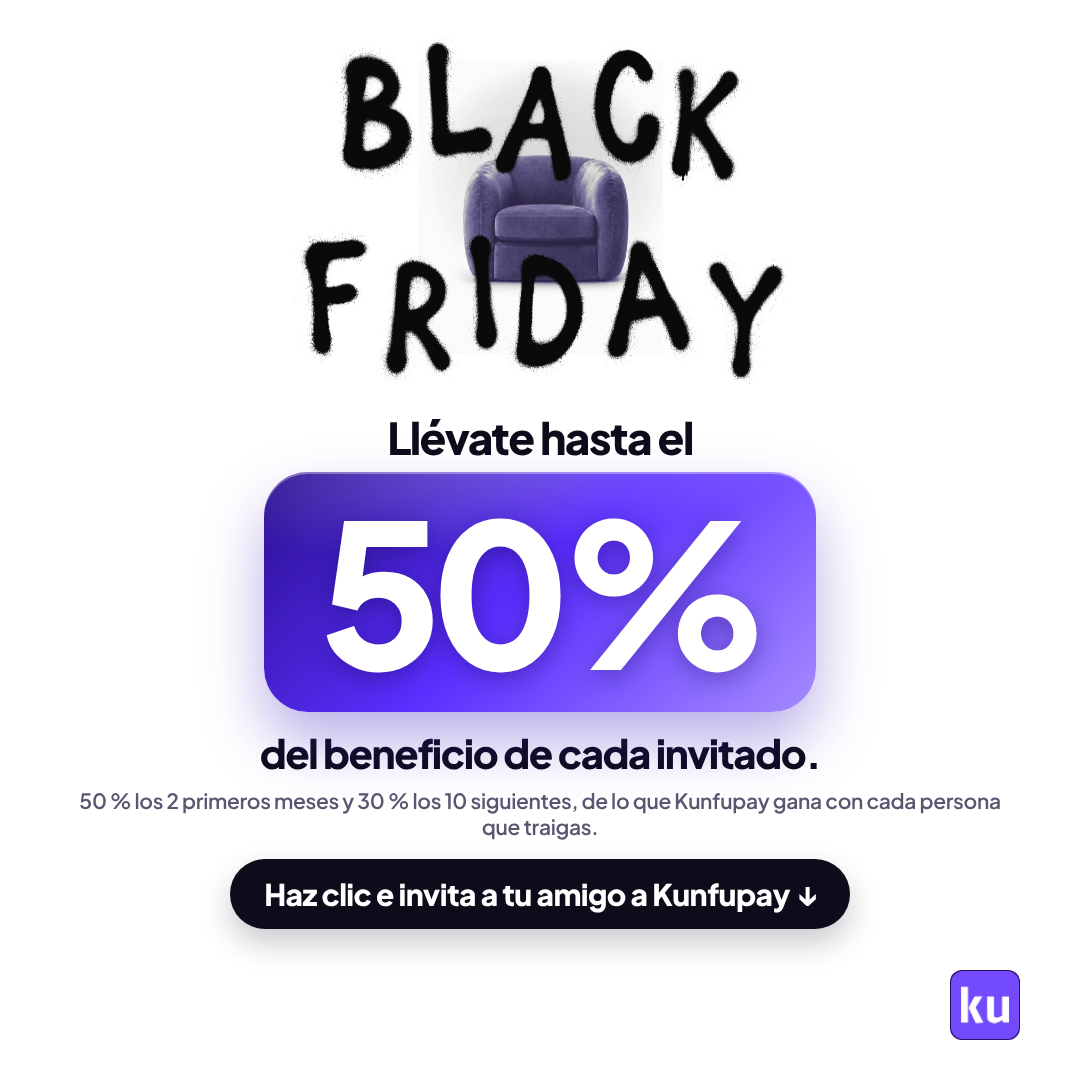 BLACK
FRIDAY
Llévate hasta el
50%
del beneficio de cada invitado.
50 % los 2 primeros meses y 30 % los 10 siguientes, de lo que Kunfupay gana con cada persona
que traigas.
Haz clic e invita a tu amigo a Kunfupay ↓
ku